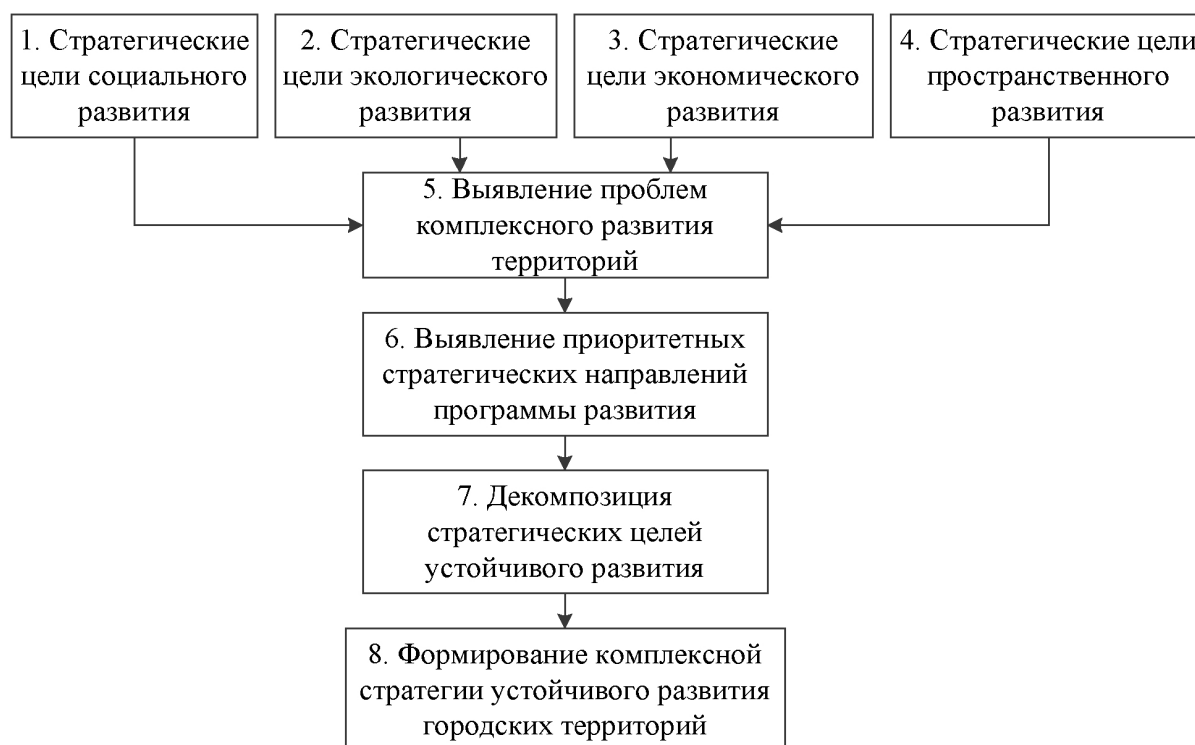 1. Стратегические
цели социального
развития
2. Стратегические
цели экологического
развития
3. Стратегические
цели экономического
развития
4. Стратегические цели
пространственного
развития
5. Выявление проблем
комплексного развития
территорий
6. Выявление приоритетных
стратегических направлений
программы развития
7. Декомпозиция
стратегических целей
устойчивого развития
8. Формирование комплексной
стратегии устойчивого развития
городских территорий